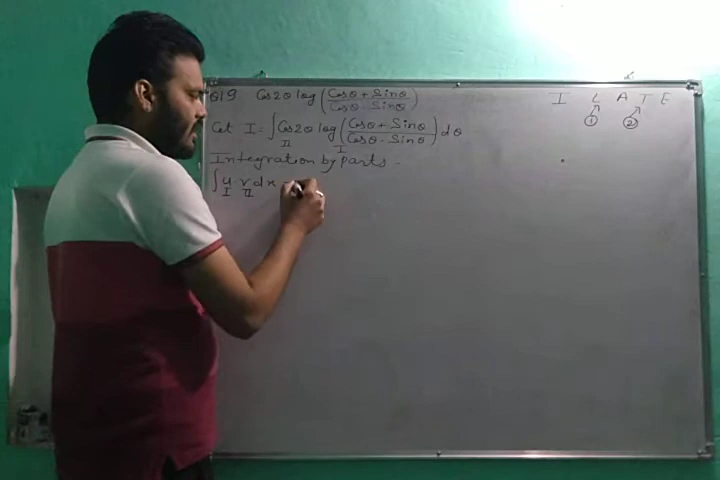 Q19 Cos2θ log (Cosθ + Sinθ / Cosθ - Sinθ)
Let I = ∫ Cos2θ log (Cosθ + Sinθ / Cosθ - Sinθ) dθ
II I
Integration by parts -
∫ u v dx
I II
I L A T E
① ②